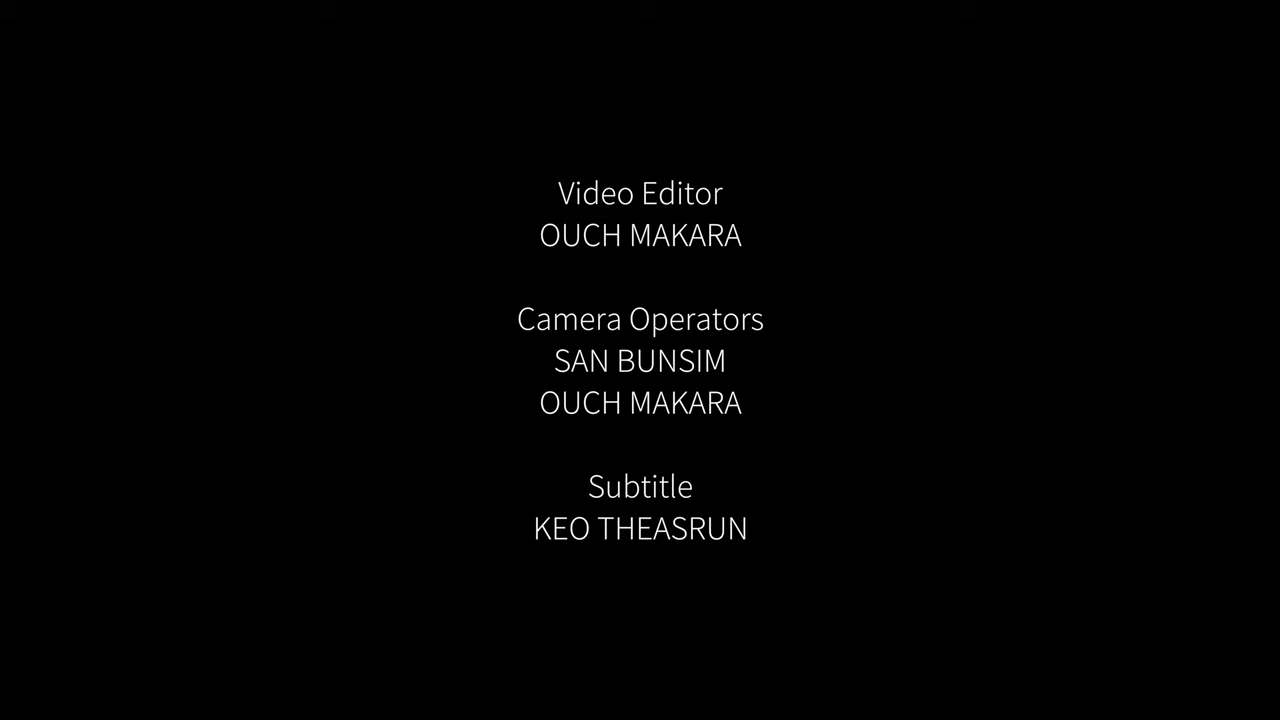 Video Editor
OUCH MAKARA
Camera Operators
SAN BUNSIM
OUCH MAKARA
Subtitle
KEO THEASRUN